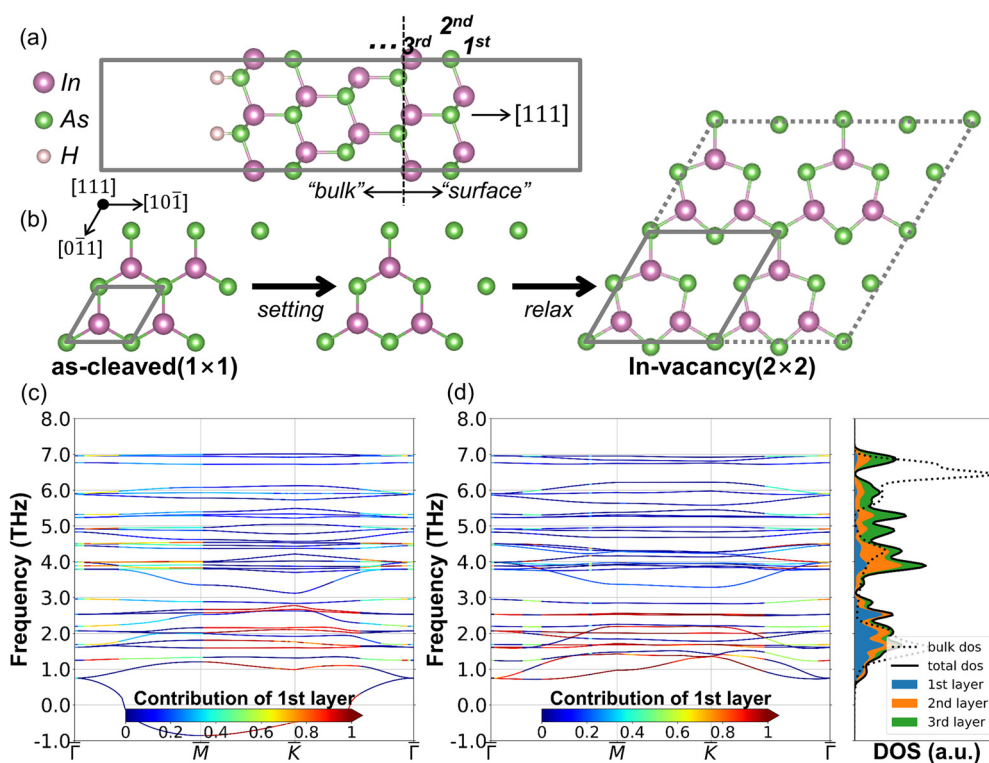 (a)
In
As
H
... 3rd 2nd 1st
[111]
"bulk" "surface"
[111]
[101̄]
[01̄1]
(b)
setting
relax
as-cleaved(1×1)
In-vacancy(2×2)
(c)
Frequency (THz)
8.0
7.0
6.0
5.0
4.0
3.0
2.0
1.0
0.0
-1.0
Contribution of 1st layer
0 0.2 0.4 0.6 0.8 1
Γ̄ M̄ K̄ Γ̄
(d)
Frequency (THz)
8.0
7.0
6.0
5.0
4.0
3.0
2.0
1.0
0.0
-1.0
Contribution of 1st layer
0 0.2 0.4 0.6 0.8 1
Γ̄ M̄ K̄ Γ̄
bulk dos
total dos
1st layer
2nd layer
3rd layer
DOS (a.u.)